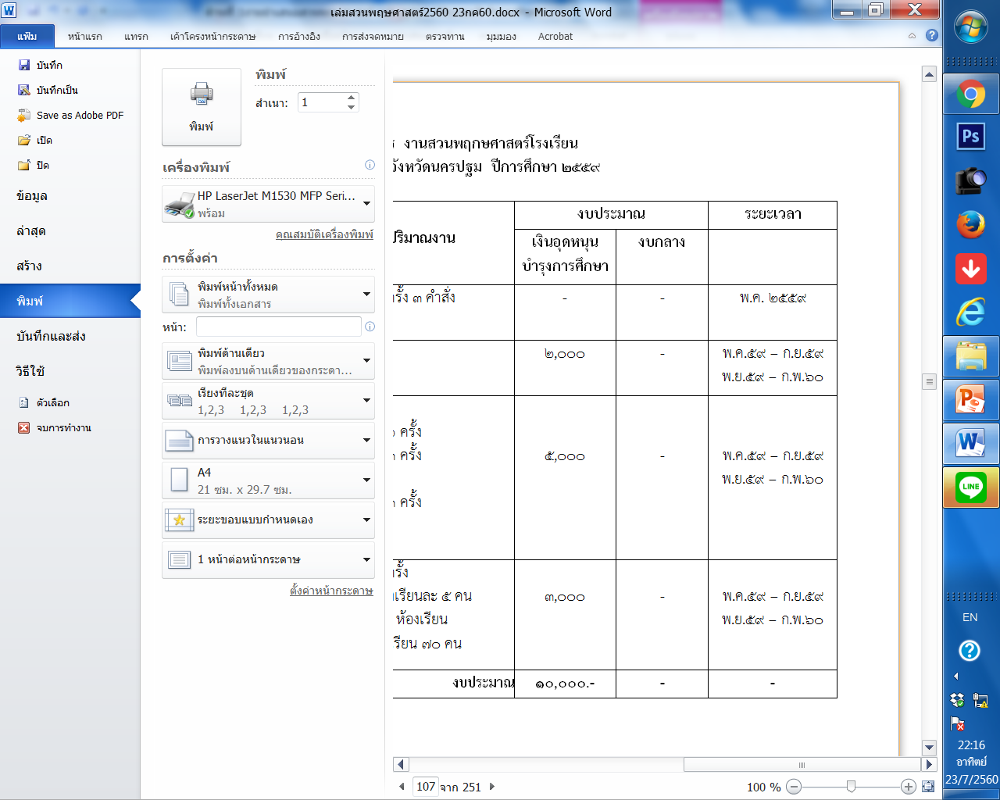 เล่มสวนพฤษศาสตร์2560 23กค60.docx - Microsoft Word
แฟ้ม หน้าแรก แทรก เค้าโครงหน้ากระดาษ การอ้างอิง การส่งจดหมาย ตรวจทาน มุมมอง Acrobat
บันทึก
บันทึกเป็น
Save as Adobe PDF
เปิด
ปิด
ข้อมูล
ล่าสุด
สร้าง
พิมพ์
บันทึกและส่ง
วิธีใช้
ตัวเลือก
จบการทำงาน
พิมพ์
พิมพ์
สำเนา: 1
เครื่องพิมพ์
HP LaserJet M1530 MFP Seri...
พร้อม
คุณสมบัติเครื่องพิมพ์
การตั้งค่า
พิมพ์หน้าทั้งหมด
พิมพ์ทั้งเอกสาร
หน้า:
พิมพ์ด้านเดียว
พิมพ์ลงบนด้านเดียวของกระดา...
เรียงทีละชุด
1,2,3 1,2,3 1,2,3
การวางแนวในแนวนอน
A4
21 ซม. x 29.7 ซม.
ระยะขอบแบบกำหนดเอง
1 หน้าต่อหน้ากระดาษ
ตั้งค่าหน้ากระดาษ
งานสวนพฤกษศาสตร์โรงเรียน
จังหวัดนครปฐม ปีการศึกษา ๒๕๕๙
ปริมาณงาน งบประมาณ ระยะเวลา
เงินอุดหนุน งบกลาง
บำรุงการศึกษา
ครั้ง ๓ คำสั่ง - - พ.ค. ๒๕๕๙
๒,๐๐๐ - พ.ค.๕๙ – ก.ย.๕๙
พ.ย.๕๙ – ก.พ.๖๐
ครั้ง
ครั้ง ๕,๐๐๐ - พ.ค.๕๙ – ก.ย.๕๙
พ.ย.๕๙ – ก.พ.๖๐
ครั้ง
ครั้ง
เรียนละ ๕ คน ๓,๐๐๐ - พ.ค.๕๙ – ก.ย.๕๙
ห้องเรียน พ.ย.๕๙ – ก.พ.๖๐
เรียน ๗๐ คน
งบประมาณ ๑๐,๐๐๐.- - -
107 จาก 251
100 %
Ps
LINE
EN
22:16
อาทิตย์
23/7/2560